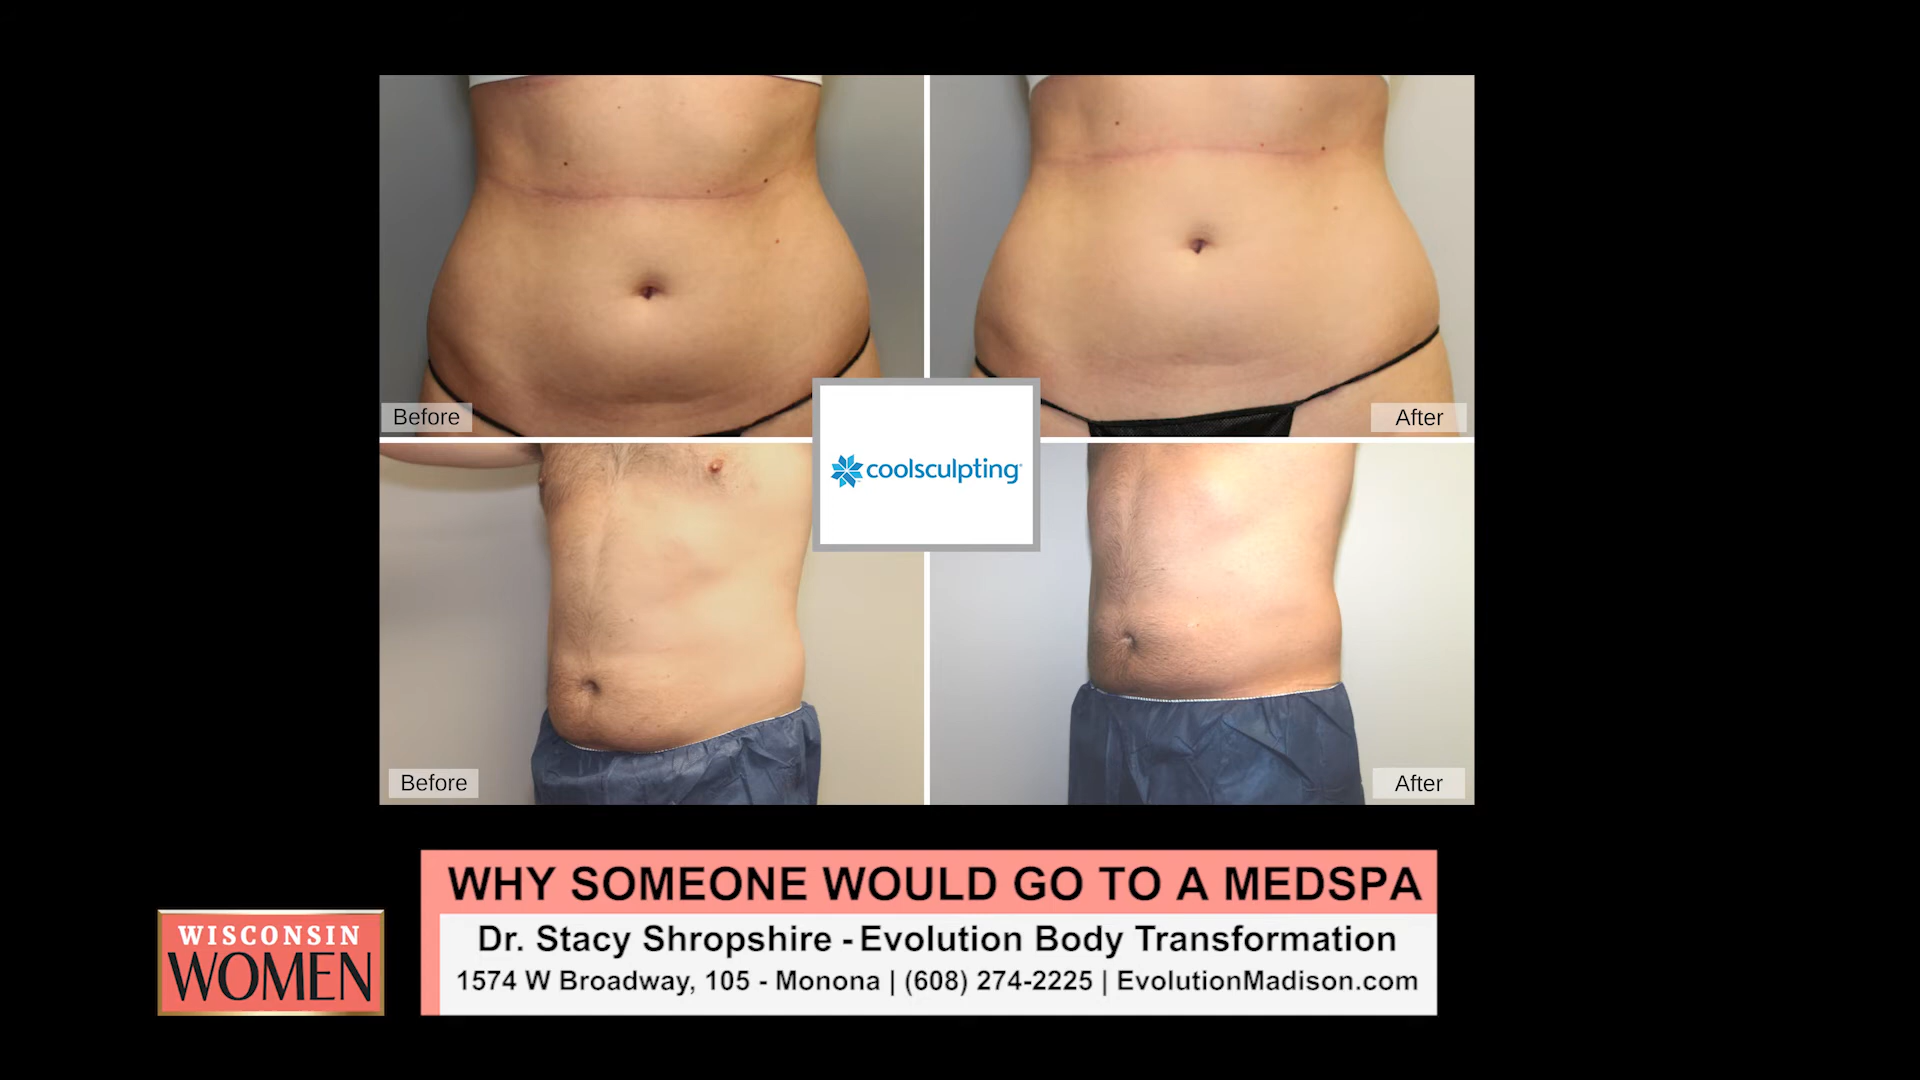 Before
After
coolsculpting
Before
After
WHY SOMEONE WOULD GO TO A MEDSPA
Dr. Stacy Shropshire - Evolution Body Transformation
1574 W Broadway, 105 - Monona | (608) 274-2225 | EvolutionMadison.com
WISCONSIN
WOMEN